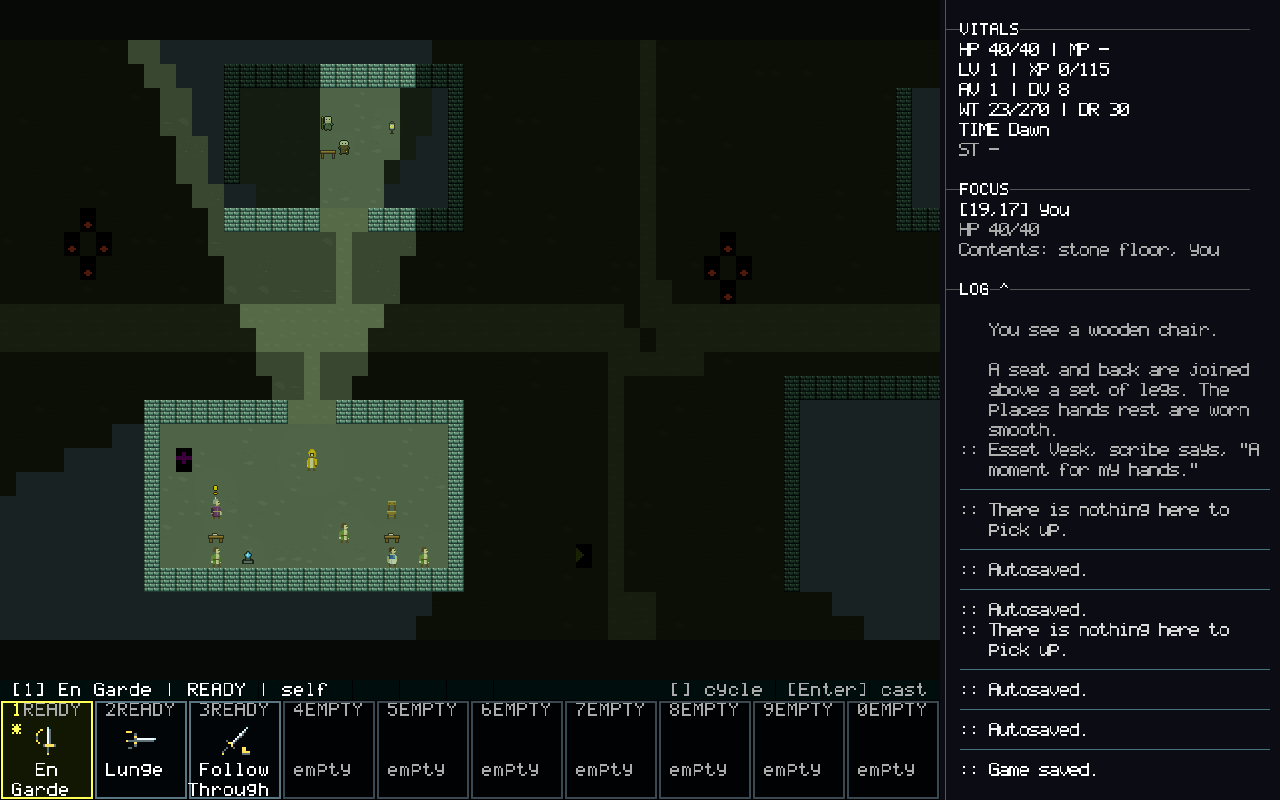 VITALS
HP 40/40 | MP -
LV 1 | XP 0/115
AV 1 | DV 8
WT 23/270 | DR 30
TIME Dawn
ST -
FOCUS
[19,17] You
HP 40/40
Contents: stone floor, You
LOG ^
You see a wooden chair.
A seat and back are joined
above a set of legs. The
Places hands rest are worn
smooth.
:: Esset Vesk, scribe says, "A
moment for my hands."
:: There is nothing here to
Pick up.
:: Autosaved.
:: Autosaved.
:: There is nothing here to
Pick up.
:: Autosaved.
:: Autosaved.
:: Game saved.
[1] En Garde | READY | self
[] cycle [Enter] cast
1READY 2READY 3READY 4EMPTY 5EMPTY 6EMPTY 7EMPTY 8EMPTY 9EMPTY 0EMPTY
*
En Garde Lunge Follow Through empty empty empty empty empty empty empty